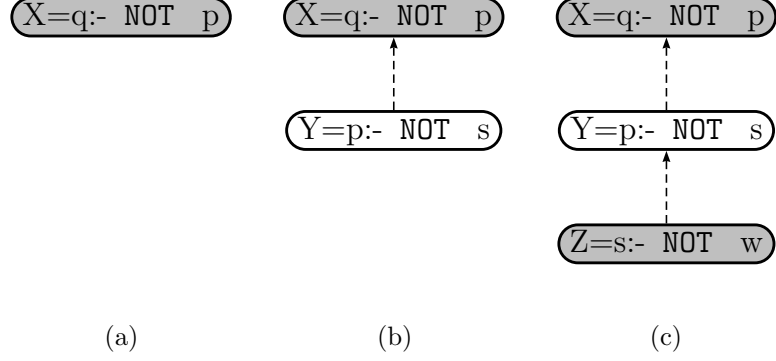 X=q:- NOT p X=q:- NOT p X=q:- NOT p
Y=p:- NOT s Y=p:- NOT s
Z=s:- NOT w
(a) (b) (c)